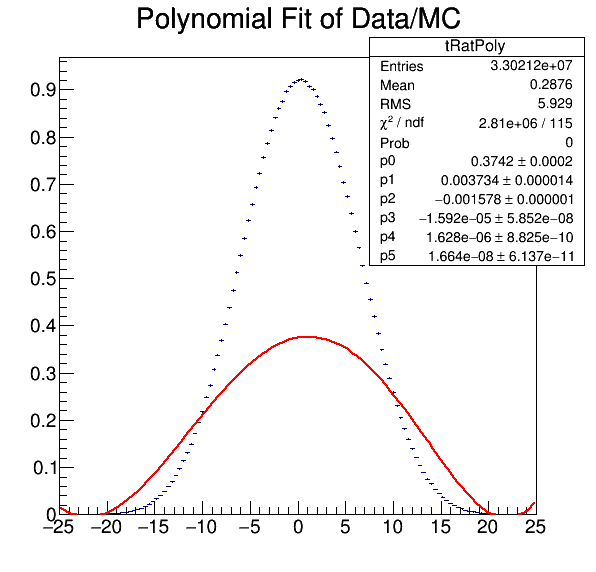 Polynomial Fit of Data/MC
tRatPoly
Entries 3.30212e+07
Mean 0.2876
RMS 5.929
χ² / ndf 2.81e+06 / 115
Prob 0
p0 0.3742 ± 0.0002
p1 0.003734 ± 0.000014
p2 −0.001578 ± 0.000001
p3 −1.592e−05 ± 5.852e−08
p4 1.628e−06 ± 8.825e−10
p5 1.664e−08 ± 6.137e−11
0.9
0.8
0.7
0.6
0.5
0.4
0.3
0.2
0.1
0
−25 −20 −15 −10 −5 0 5 10 15 20 25